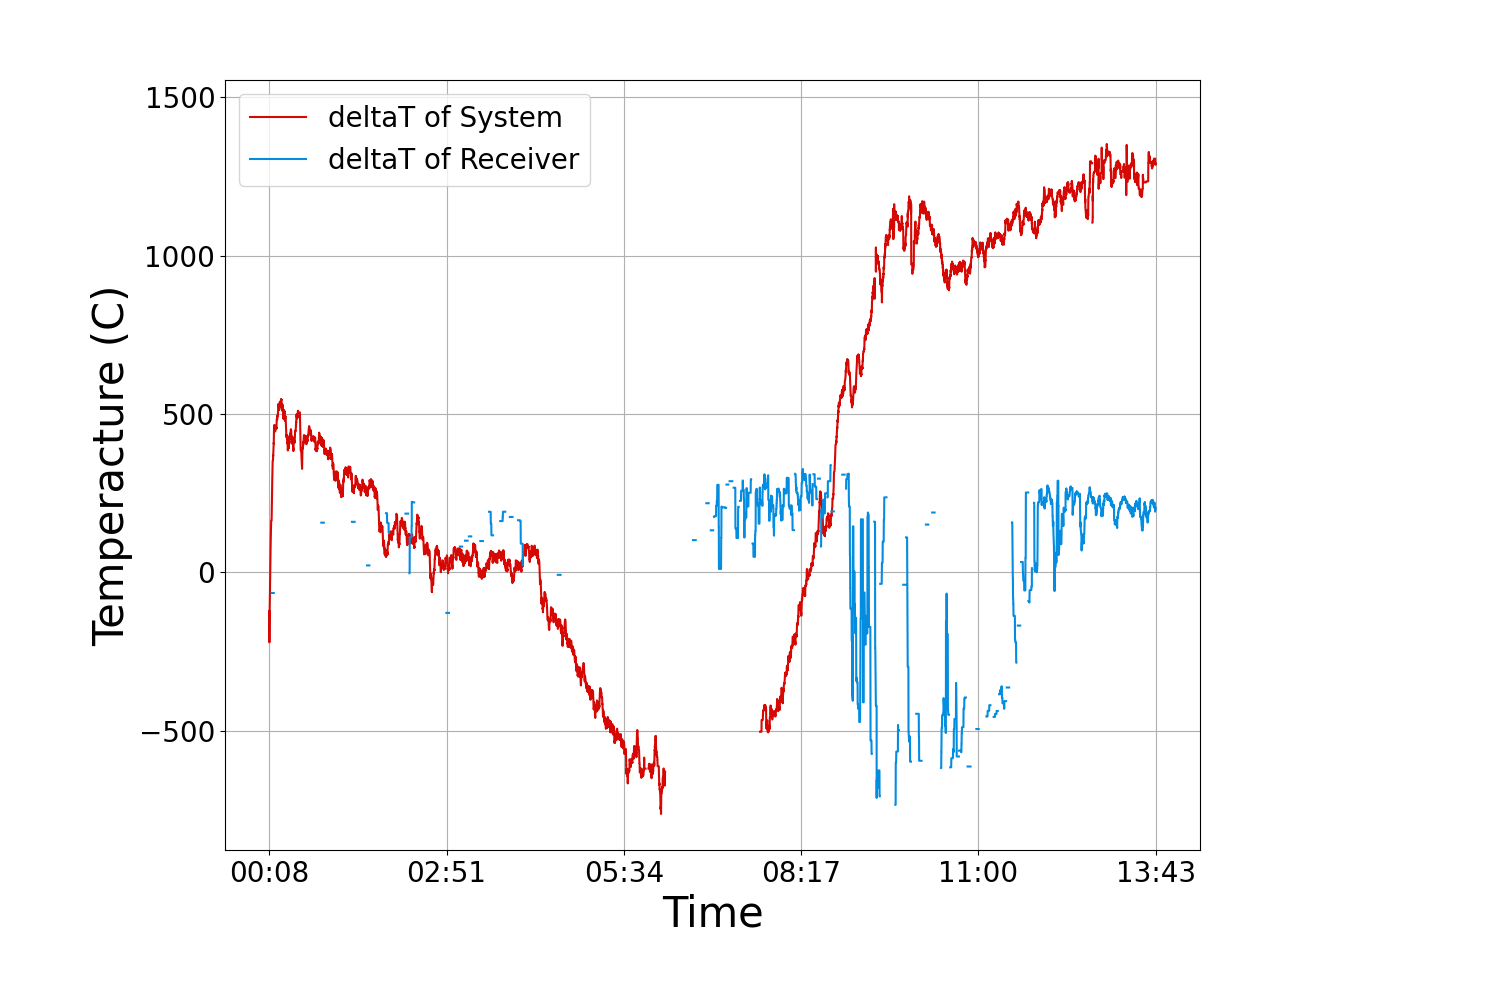 1500
deltaT of System
deltaT of Receiver
1000
500
0
−500
Temperacture (C)
00:08 02:51 05:34 08:17 11:00 13:43
Time